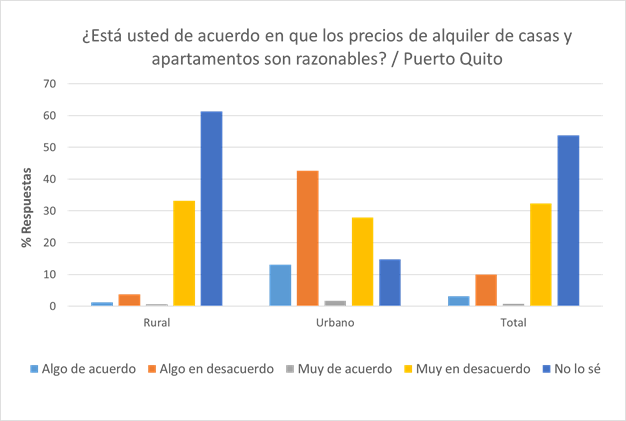 ¿Está usted de acuerdo en que los precios de alquiler de casas y
apartamentos son razonables? / Puerto Quito
70
60
50
40
30
20
10
0
% Respuestas
Rural Urbano Total
Algo de acuerdo Algo en desacuerdo Muy de acuerdo Muy en desacuerdo No lo sé